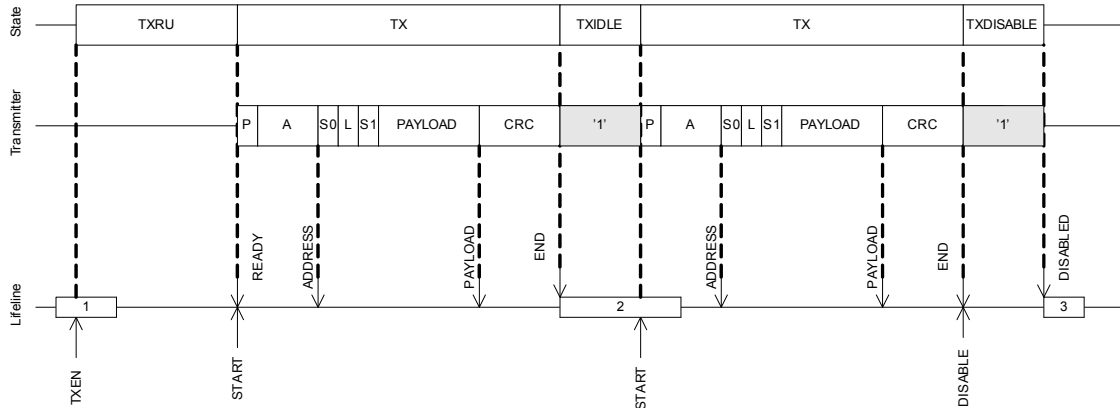 State
TXRU
TX
TXIDLE
TX
TXDISABLE
Transmitter
P
A
S0
L
S1
PAYLOAD
CRC
'1'
P
A
S0
L
S1
PAYLOAD
CRC
'1'
READY
ADDRESS
PAYLOAD
END
ADDRESS
PAYLOAD
END
DISABLED
Lifeline
1
2
3
TXEN
START
START
DISABLE